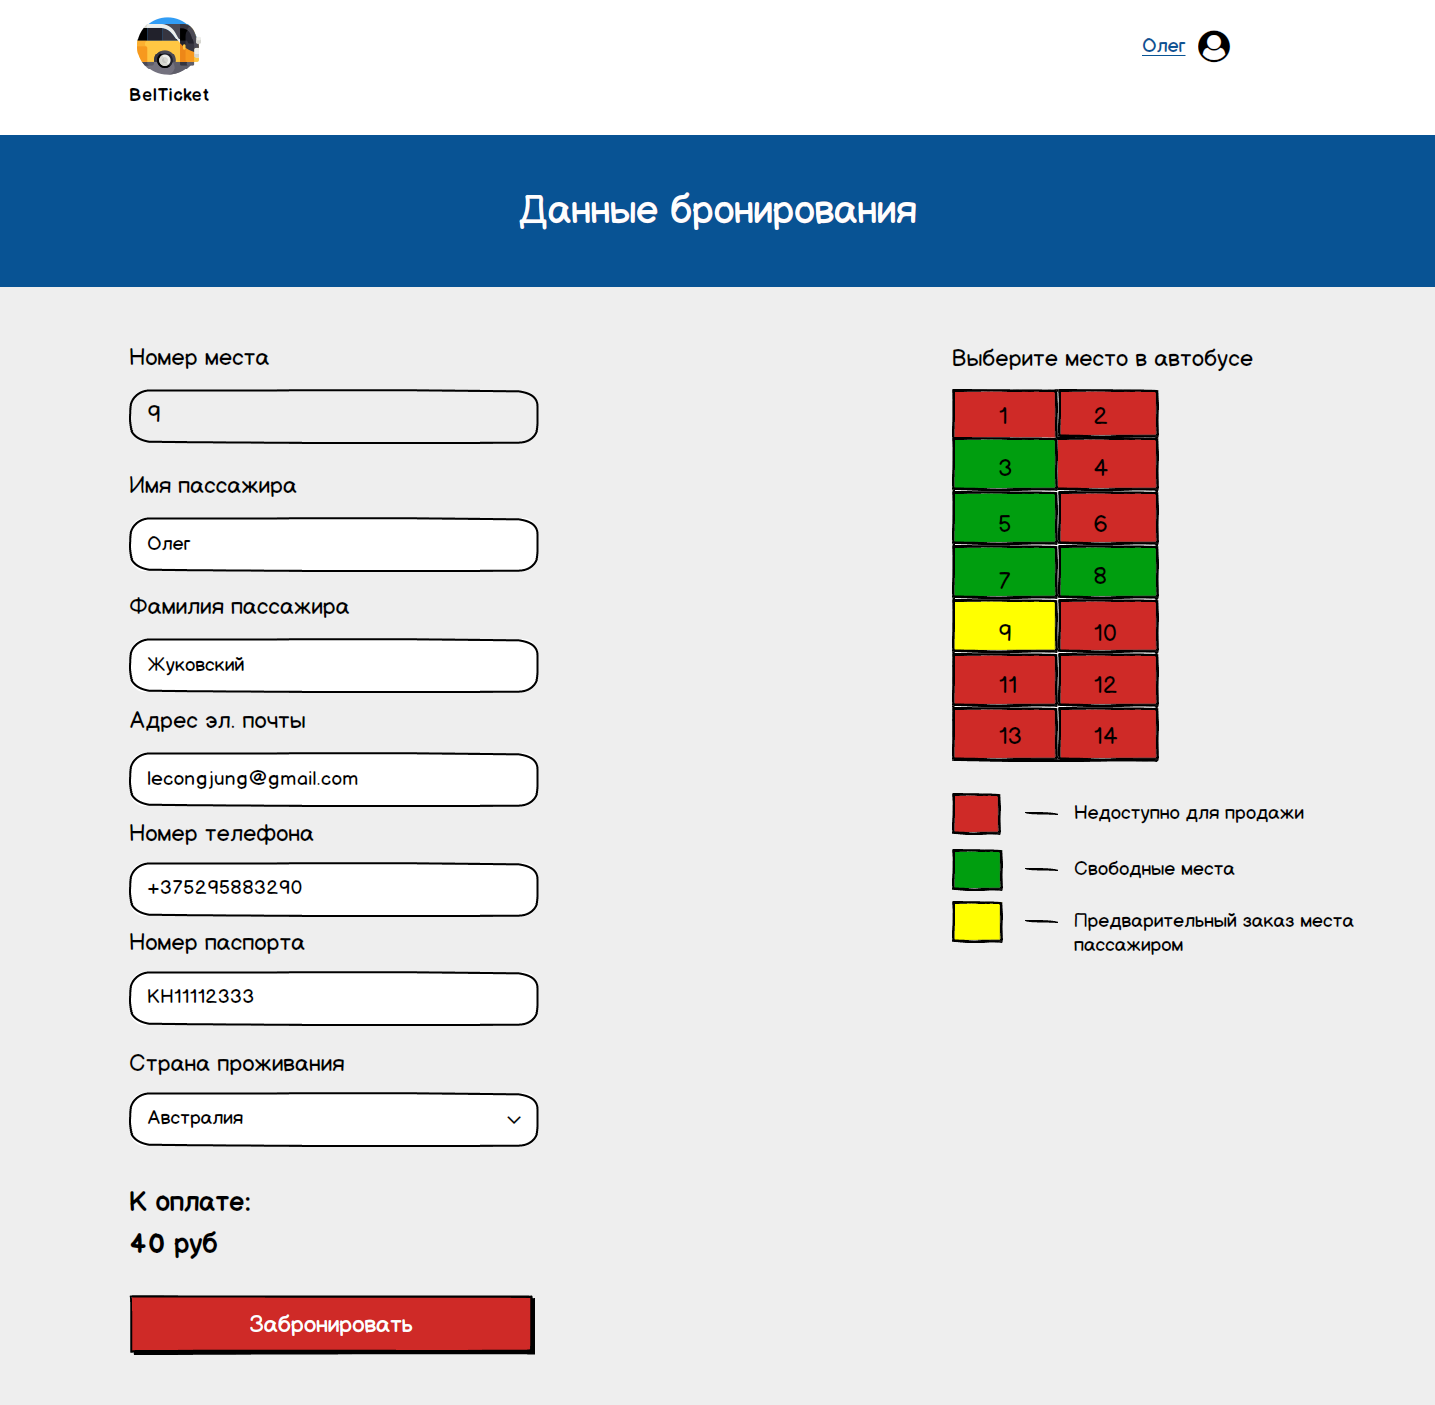 BelTicket
Олег
Данные бронирования
Номер места
9
Имя пассажира
Олег
Фамилия пассажира
Жуковский
Адрес эл. почты
lecongjung@gmail.com
Номер телефона
+375295883290
Номер паспорта
KH11112333
Страна проживания
Австралия
К оплате:
40 руб
Забронировать
Выберите место в автобусе
1 2
3 4
5 6
7 8
9 10
11 12
13 14
Недоступно для продажи
Свободные места
Предварительный заказ места
пассажиром